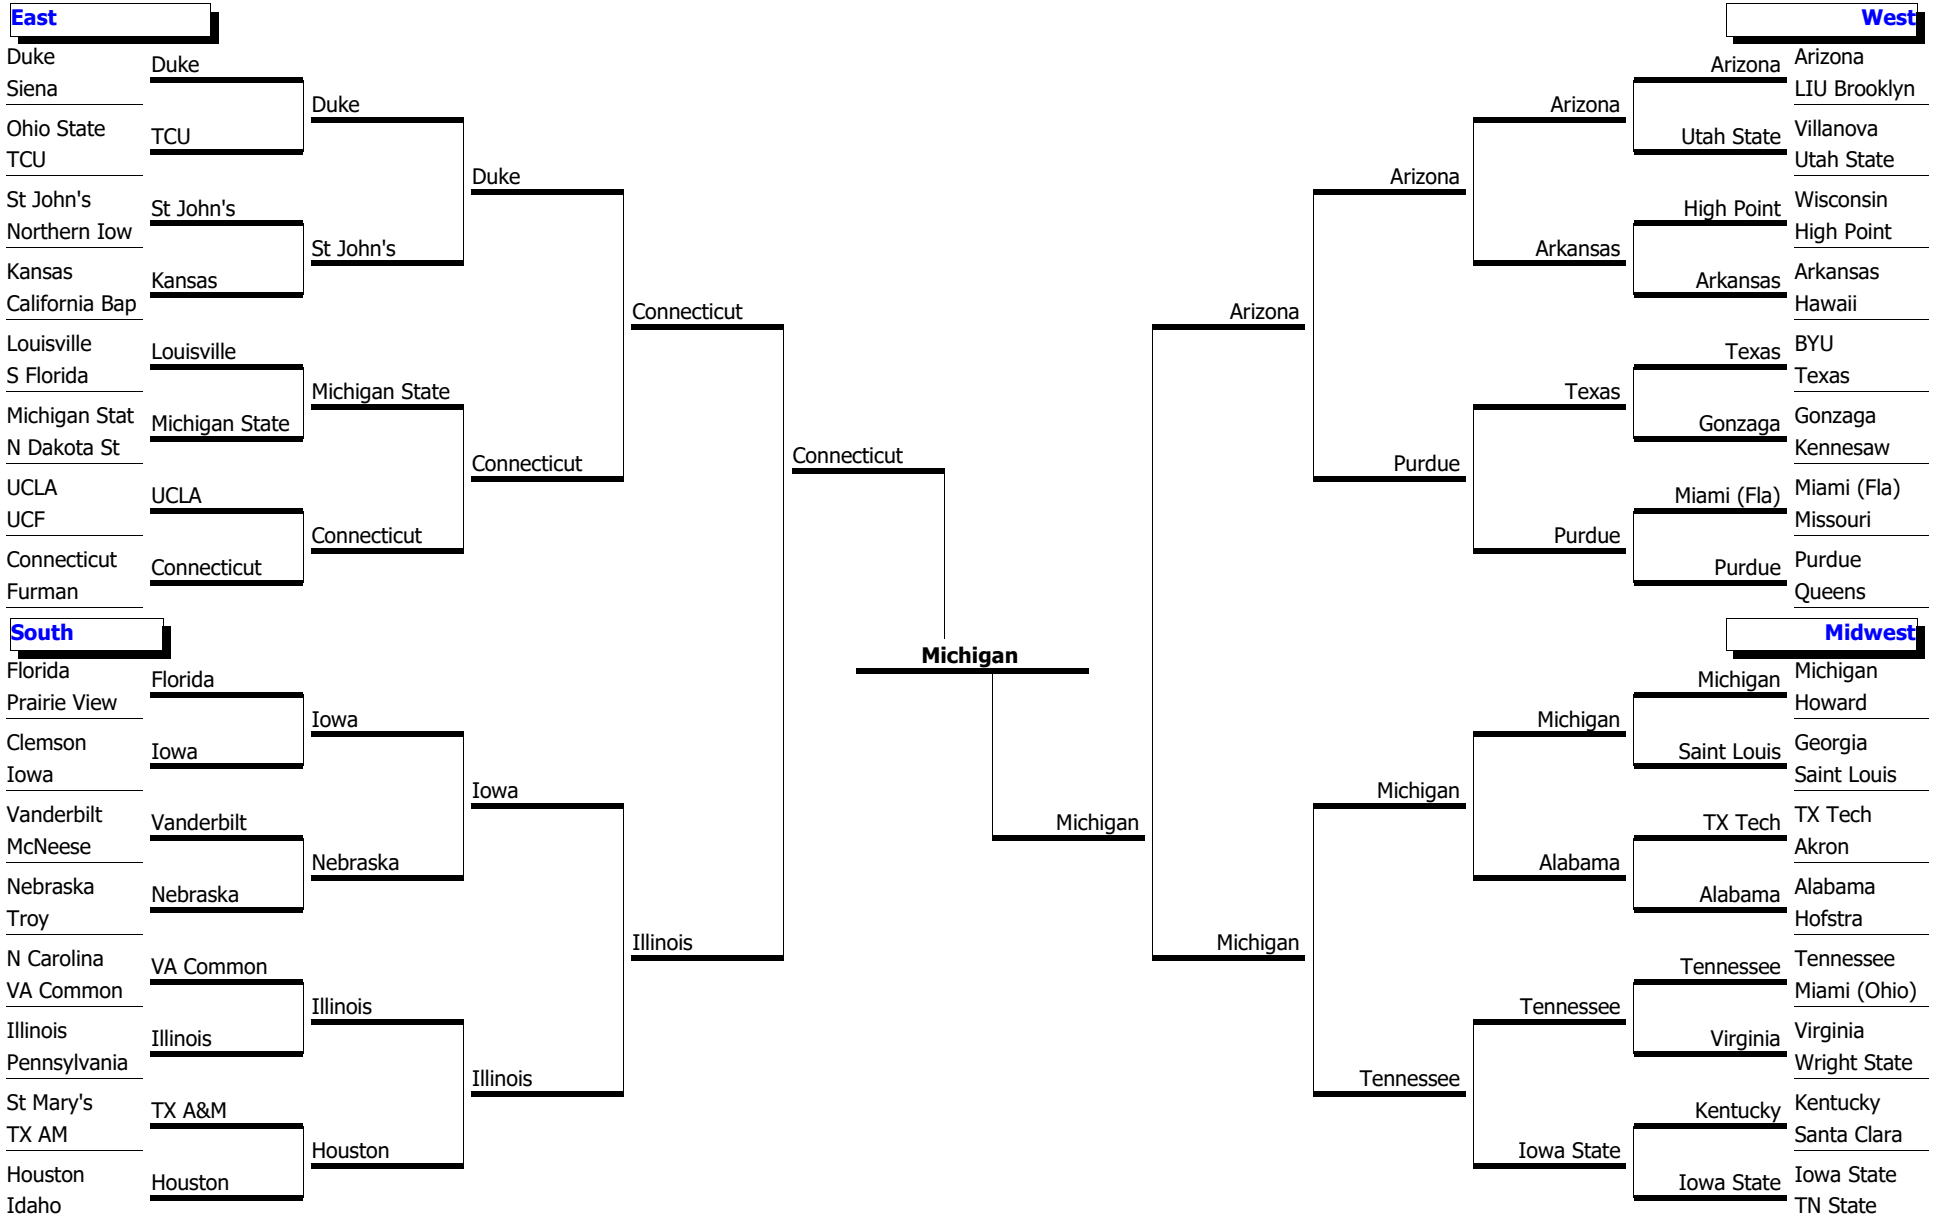 East
Duke
Siena
Ohio State
TCU
St John's
Northern Iow
Kansas
California Bap
Louisville
S Florida
Michigan Stat
N Dakota St
UCLA
UCF
Connecticut
Furman
Duke
TCU
St John's
Kansas
Louisville
Michigan State
UCLA
Connecticut
Duke
St John's
Michigan State
Connecticut
Duke
Connecticut
Connecticut
South
Florida
Prairie View
Clemson
Iowa
Vanderbilt
McNeese
Nebraska
Troy
N Carolina
VA Common
Illinois
Pennsylvania
St Mary's
TX AM
Houston
Idaho
Florida
Iowa
Vanderbilt
Nebraska
VA Common
Illinois
TX A&M
Houston
Iowa
Nebraska
Illinois
Houston
Iowa
Illinois
Illinois
Connecticut
Michigan
Michigan
West
Arizona
Arizona
Purdue
Arizona
Arkansas
Texas
Purdue
Arizona
Utah State
High Point
Arkansas
Texas
Gonzaga
Miami (Fla)
Purdue
Arizona
LIU Brooklyn
Villanova
Utah State
Wisconsin
High Point
Arkansas
Hawaii
BYU
Texas
Gonzaga
Kennesaw
Miami (Fla)
Missouri
Purdue
Queens
Midwest
Michigan
Michigan
Tennessee
Michigan
Alabama
Tennessee
Iowa State
Michigan
Saint Louis
TX Tech
Alabama
Tennessee
Virginia
Kentucky
Iowa State
Michigan
Howard
Georgia
Saint Louis
TX Tech
Akron
Alabama
Hofstra
Tennessee
Miami (Ohio)
Virginia
Wright State
Kentucky
Santa Clara
Iowa State
TN State